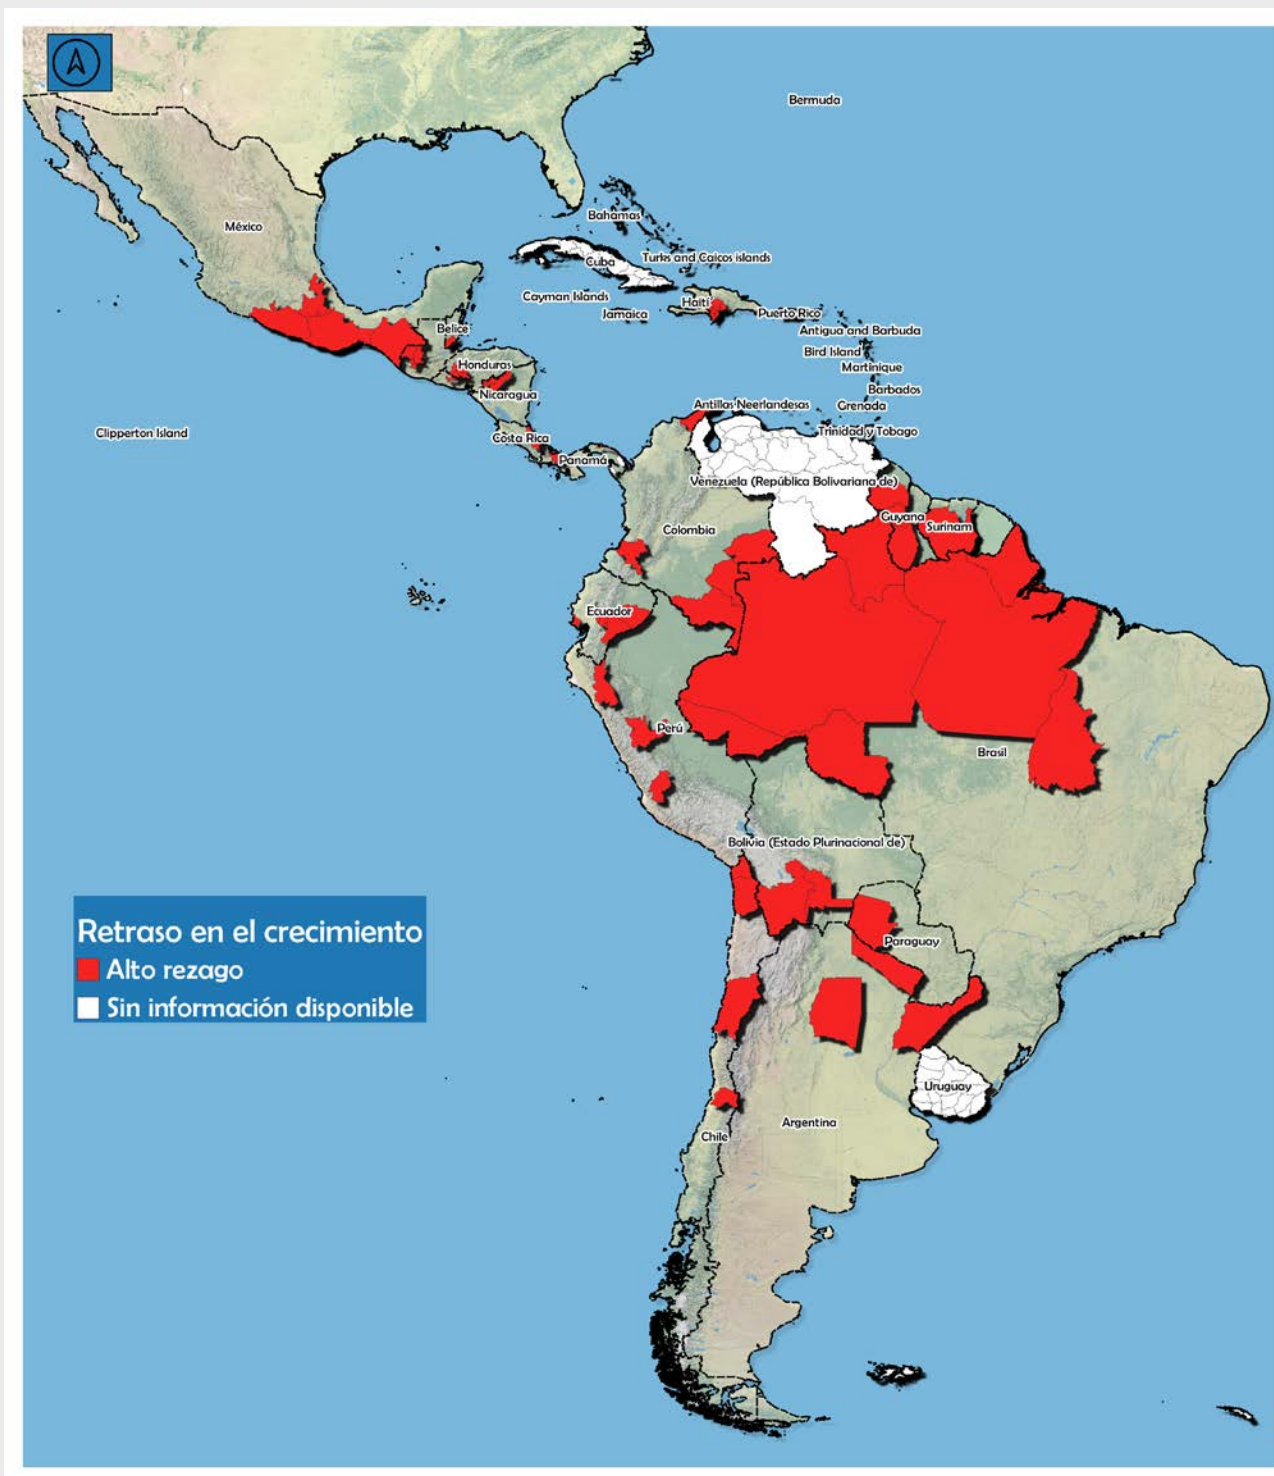 Bermuda
Bahamas
México
Cuba
Turks and Caicos islands
Cayman Islands
Haití
Jamaica
Puerto Rico
Antigua and Barbuda
Belice
Bird Island
Honduras
Martinique
Nicaragua
Barbados
Antillas Neerlandesas
Grenada
Clipperton Island
Costa Rica
Trinidad y Tobago
Panamá
Venezuela (República Bolivariana de)
Guyana
Surinam
Colombia
Ecuador
Perú
Brasil
Bolivia (Estado Plurinacional de)
Retraso en el crecimiento
Alto rezago
Sin información disponible
Paraguay
Uruguay
Argentina
Chile